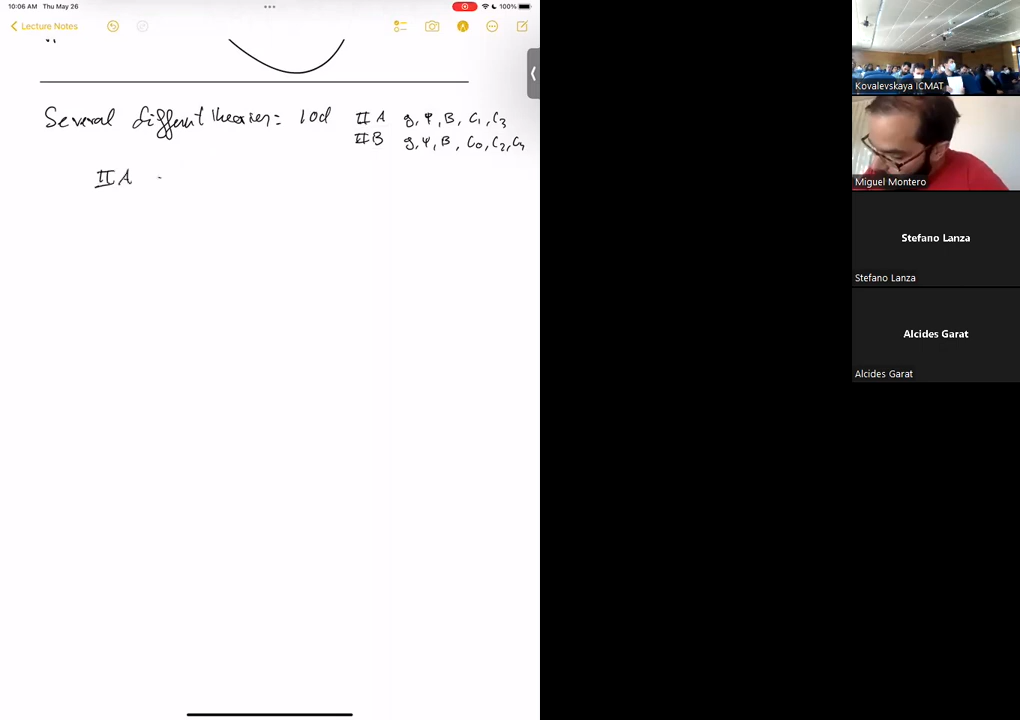 10:06 AM Thu May 26
100%
Lecture Notes
Several different theories: 10d IIA g, φ, B, C1, C3
IIB g, φ, B, C0, C2, C4
IIA
Kovalevskaya ICMAT
Miguel Montero
Stefano Lanza
Stefano Lanza
Alcides Garat
Alcides Garat